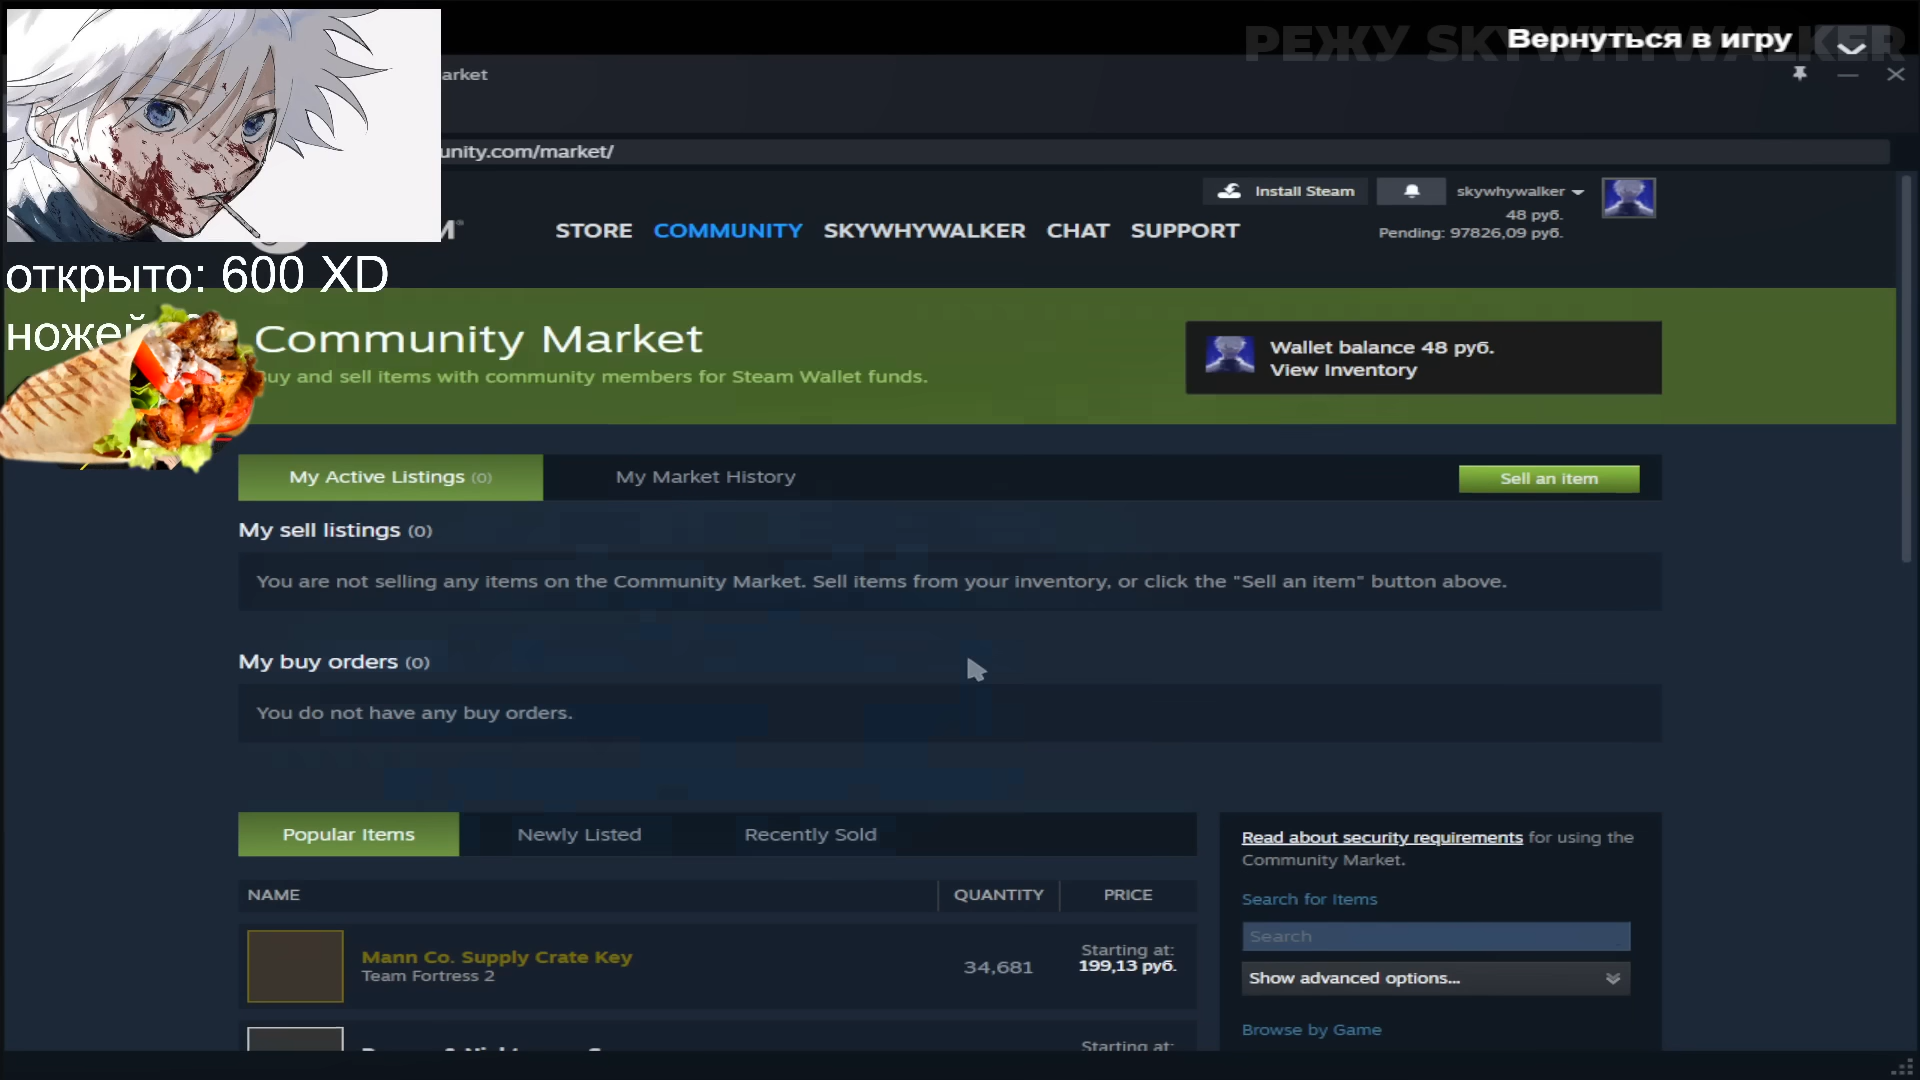 РЕЖУ SKYWHYWALKER
Вернуться в игру
arket
unity.com/market/
Install Steam
skywhywalker
48 руб.
Pending: 97826,09 руб.
STORE COMMUNITY SKYWHYWALKER CHAT SUPPORT
открыто: 600 XD
ножей
Community Market
Buy and sell items with community members for Steam Wallet funds.
Wallet balance 48 руб.
View Inventory
My Active Listings (0)
My Market History
Sell an item
My sell listings (0)
You are not selling any items on the Community Market. Sell items from your inventory, or click the "Sell an item" button above.
My buy orders (0)
You do not have any buy orders.
Popular Items
Newly Listed
Recently Sold
NAME QUANTITY PRICE
Mann Co. Supply Crate Key
Team Fortress 2
34,681
Starting at:
199,13 руб.
Starting at:
Read about security requirements for using the
Community Market.
Search for Items
Search
Show advanced options...
Browse by Game